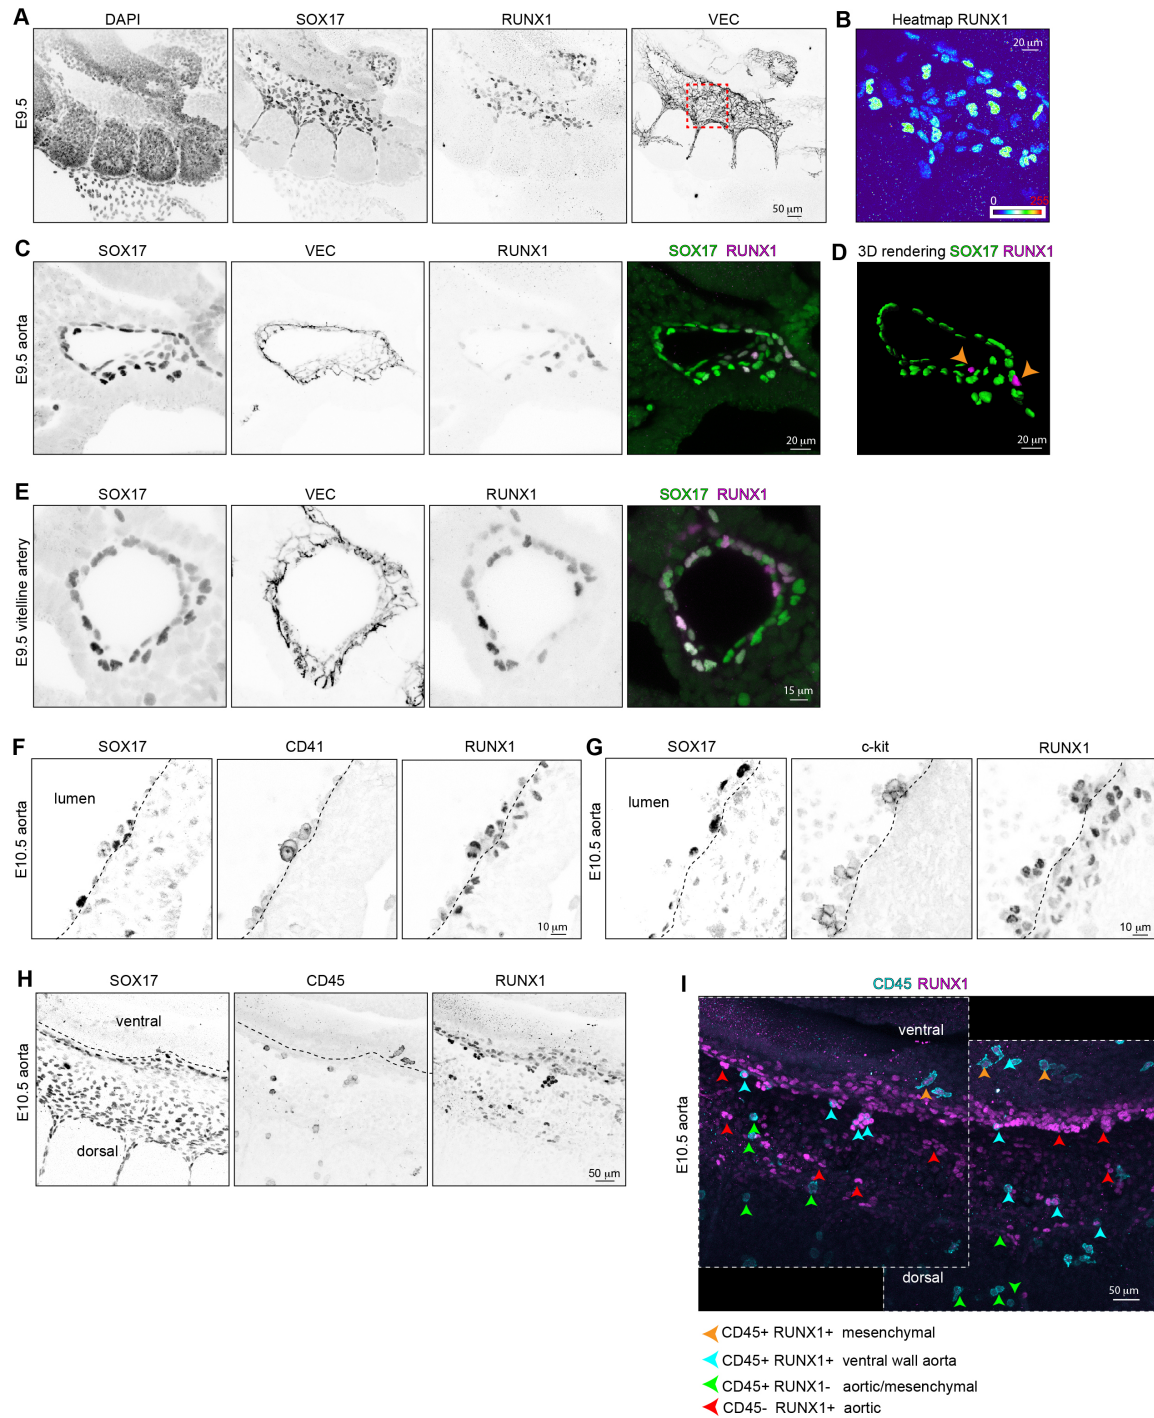 A
DAPI
SOX17
RUNX1
VEC
E9.5
50 µm
B
Heatmap RUNX1
20 µm
0
255
C
SOX17
VEC
RUNX1
SOX17 RUNX1
E9.5 aorta
20 µm
D
3D rendering SOX17 RUNX1
20 µm
E
SOX17
VEC
RUNX1
SOX17 RUNX1
E9.5 vitelline artery
15 µm
F
SOX17
CD41
RUNX1
E10.5 aorta
lumen
10 µm
G
SOX17
c-kit
RUNX1
E10.5 aorta
lumen
10 µm
H
SOX17
CD45
RUNX1
E10.5 aorta
ventral
dorsal
50 µm
I
CD45 RUNX1
E10.5 aorta
ventral
dorsal
50 µm
CD45+ RUNX1+ mesenchymal
CD45+ RUNX1+ ventral wall aorta
CD45+ RUNX1- aortic/mesenchymal
CD45- RUNX1+ aortic